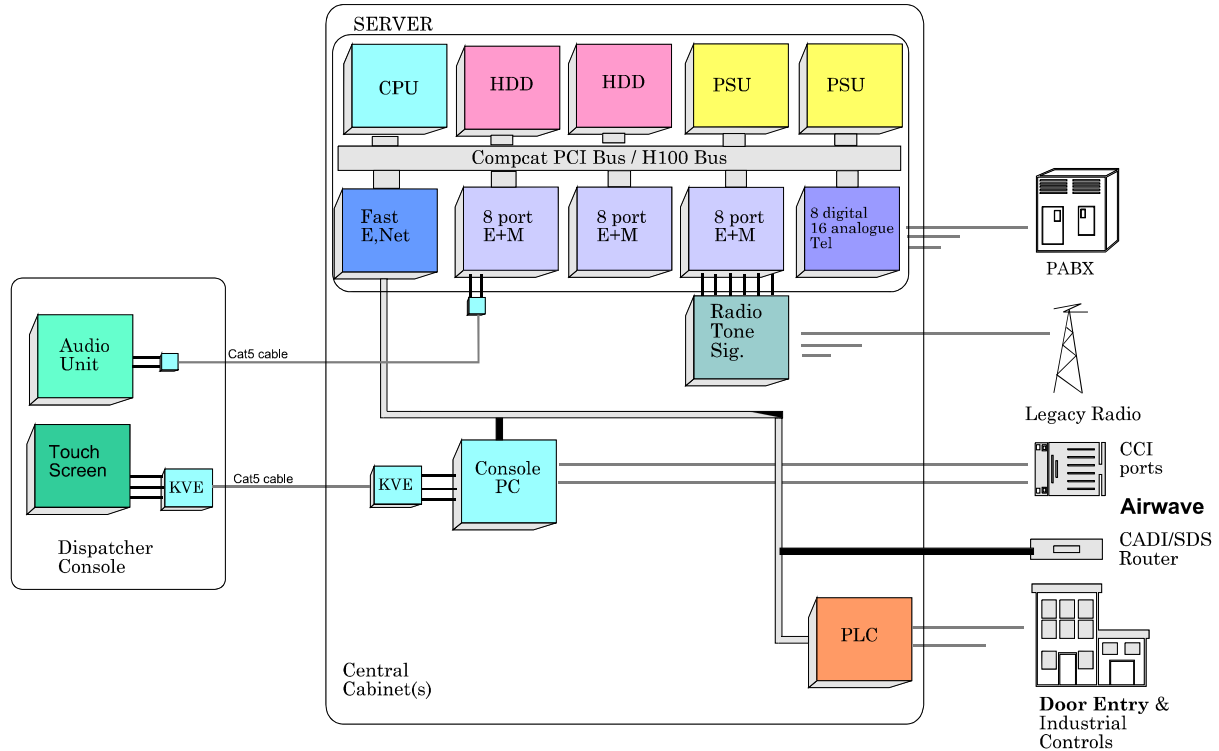 SERVER
CPU
HDD
HDD
PSU
PSU
Compcat PCI Bus / H100 Bus
Fast
E,Net
8 port
E+M
8 port
E+M
8 port
E+M
8 digital
16 analogue
Tel
PABX
Radio
Tone
Sig.
Legacy Radio
Audio
Unit
Cat5 cable
Touch
Screen
KVE
Cat5 cable
KVE
Console
PC
CCI
ports
Airwave
CADI/SDS
Router
Dispatcher
Console
PLC
Central
Cabinet(s)
Door Entry &
Industrial
Controls